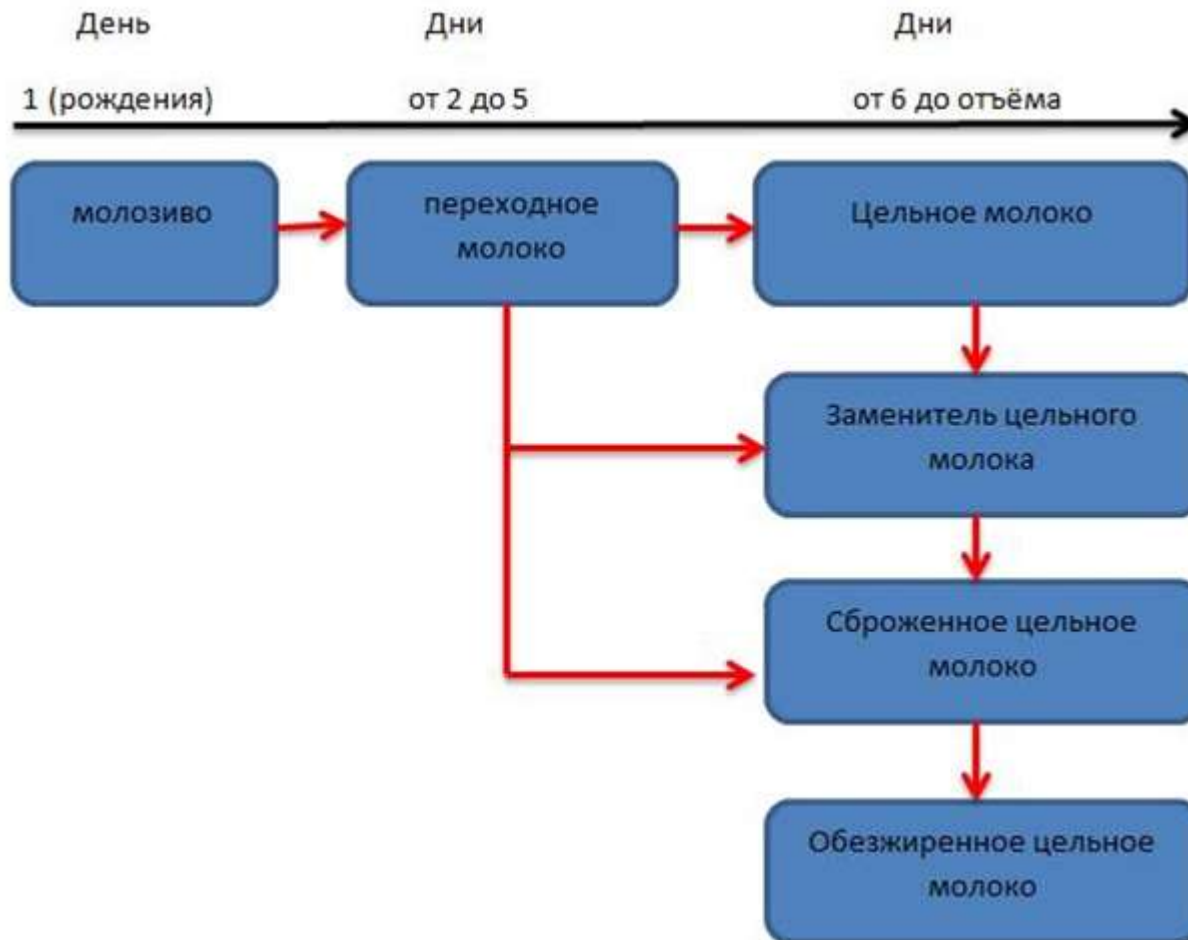 День
Дни
Дни
1 (рождения)
от 2 до 5
от 6 до отъёма
молозиво
переходное
молоко
Цельное молоко
Заменитель цельного
молока
Сброженное цельное
молоко
Обезжиренное цельное
молоко